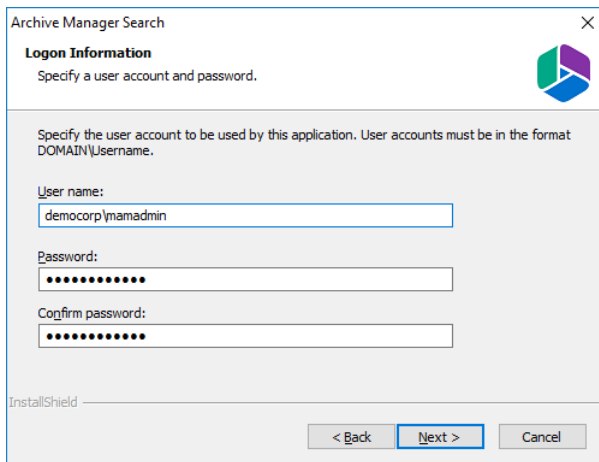 Archive Manager Search
Logon Information
Specify a user account and password.
Specify the user account to be used by this application. User accounts must be in the format
DOMAIN\Username.
User name:
democorp\mamadmin
Password:
●●●●●●●●●●●●
Confirm password:
●●●●●●●●●●●●
InstallShield
< Back
Next >
Cancel